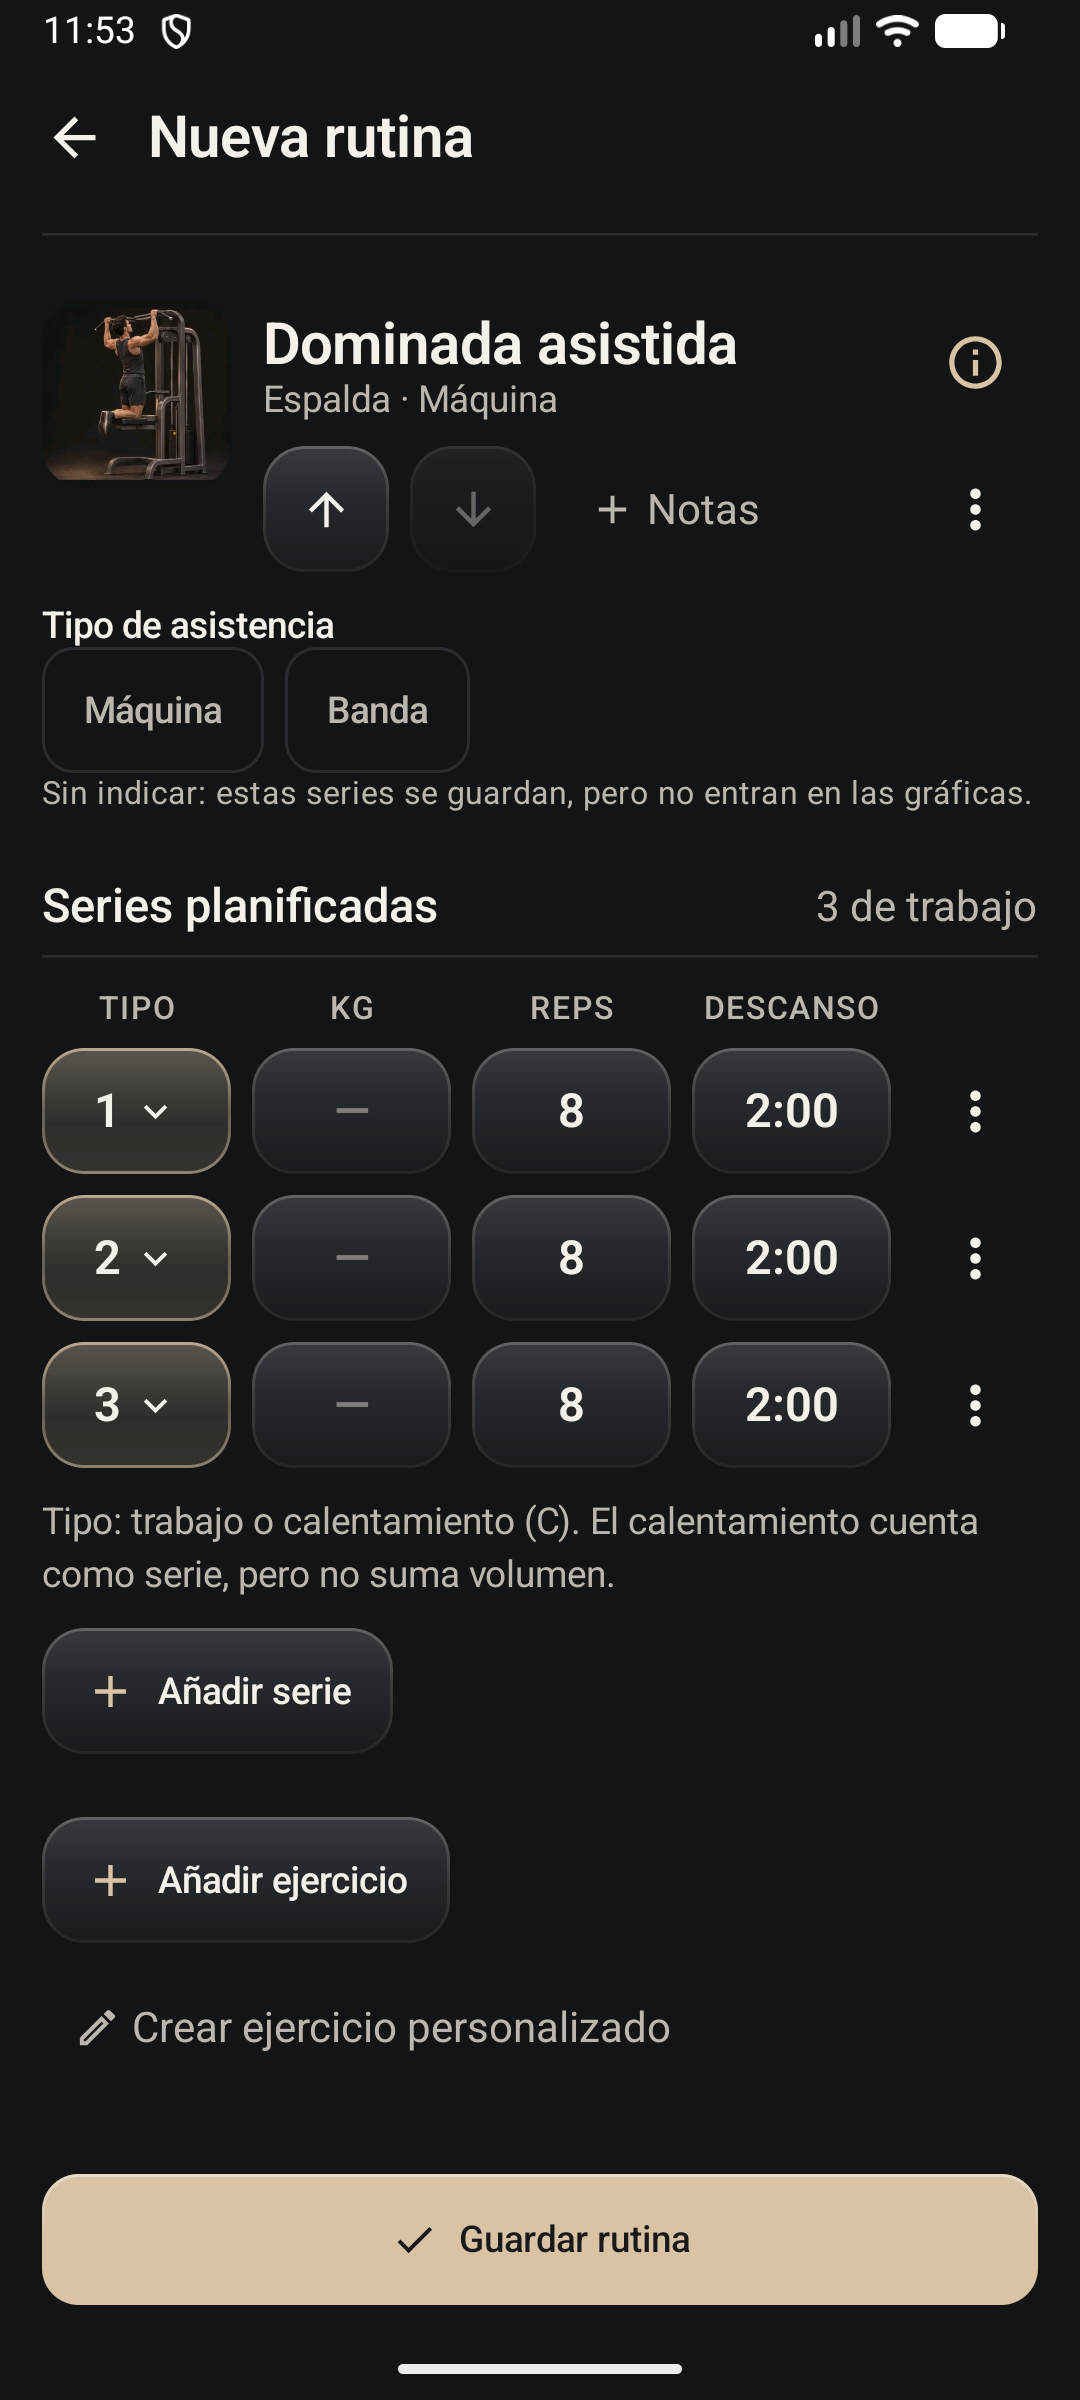 11:53
Nueva rutina
Dominada asistida
Espalda · Máquina
+ Notas
Tipo de asistencia
Máquina Banda
Sin indicar: estas series se guardan, pero no entran en las gráficas.
Series planificadas 3 de trabajo
TIPO KG REPS DESCANSO
1 – 8 2:00
2 – 8 2:00
3 – 8 2:00
Tipo: trabajo o calentamiento (C). El calentamiento cuenta
como serie, pero no suma volumen.
+ Añadir serie
+ Añadir ejercicio
Crear ejercicio personalizado
Guardar rutina